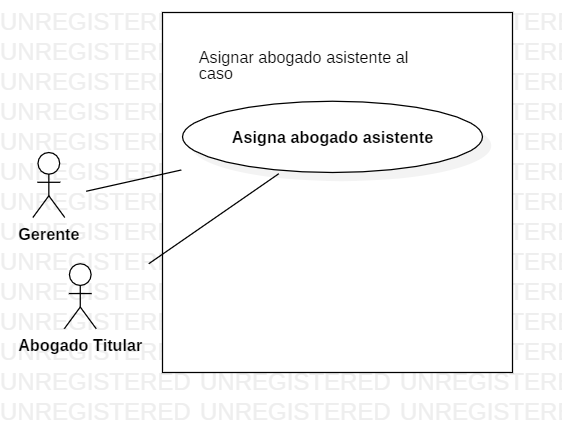 Asignar abogado asistente al
caso
Asigna abogado asistente
Gerente
Abogado Titular
UNREGISTERED UNREGISTERED UNREGISTERED
UNREGISTERED UNREGISTERED UNREGISTERED